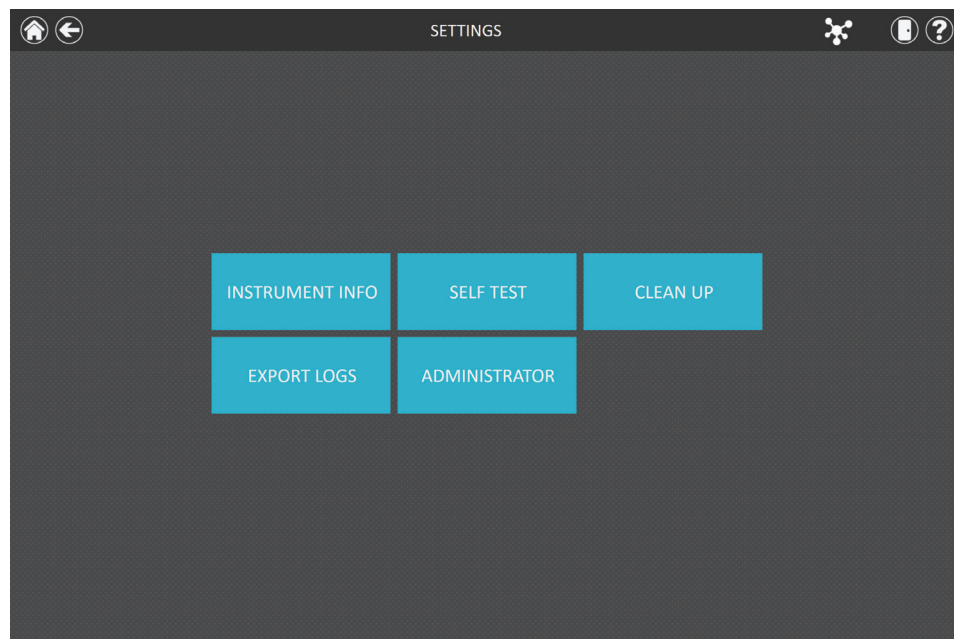 SETTINGS
?
INSTRUMENT INFO
SELF TEST
CLEAN UP
EXPORT LOGS
ADMINISTRATOR